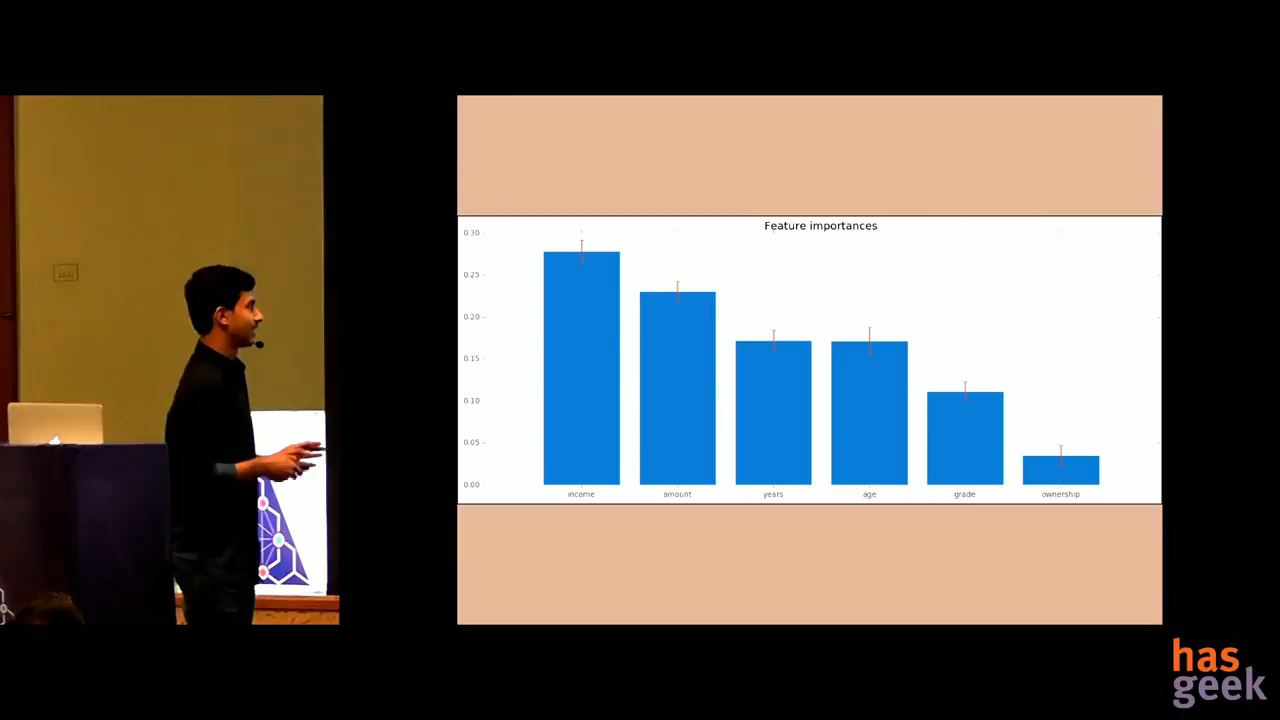 Feature importances
0.30
0.25
0.20
0.15
0.10
0.05
0.00
income
amount
years
age
grade
ownership
has
geek